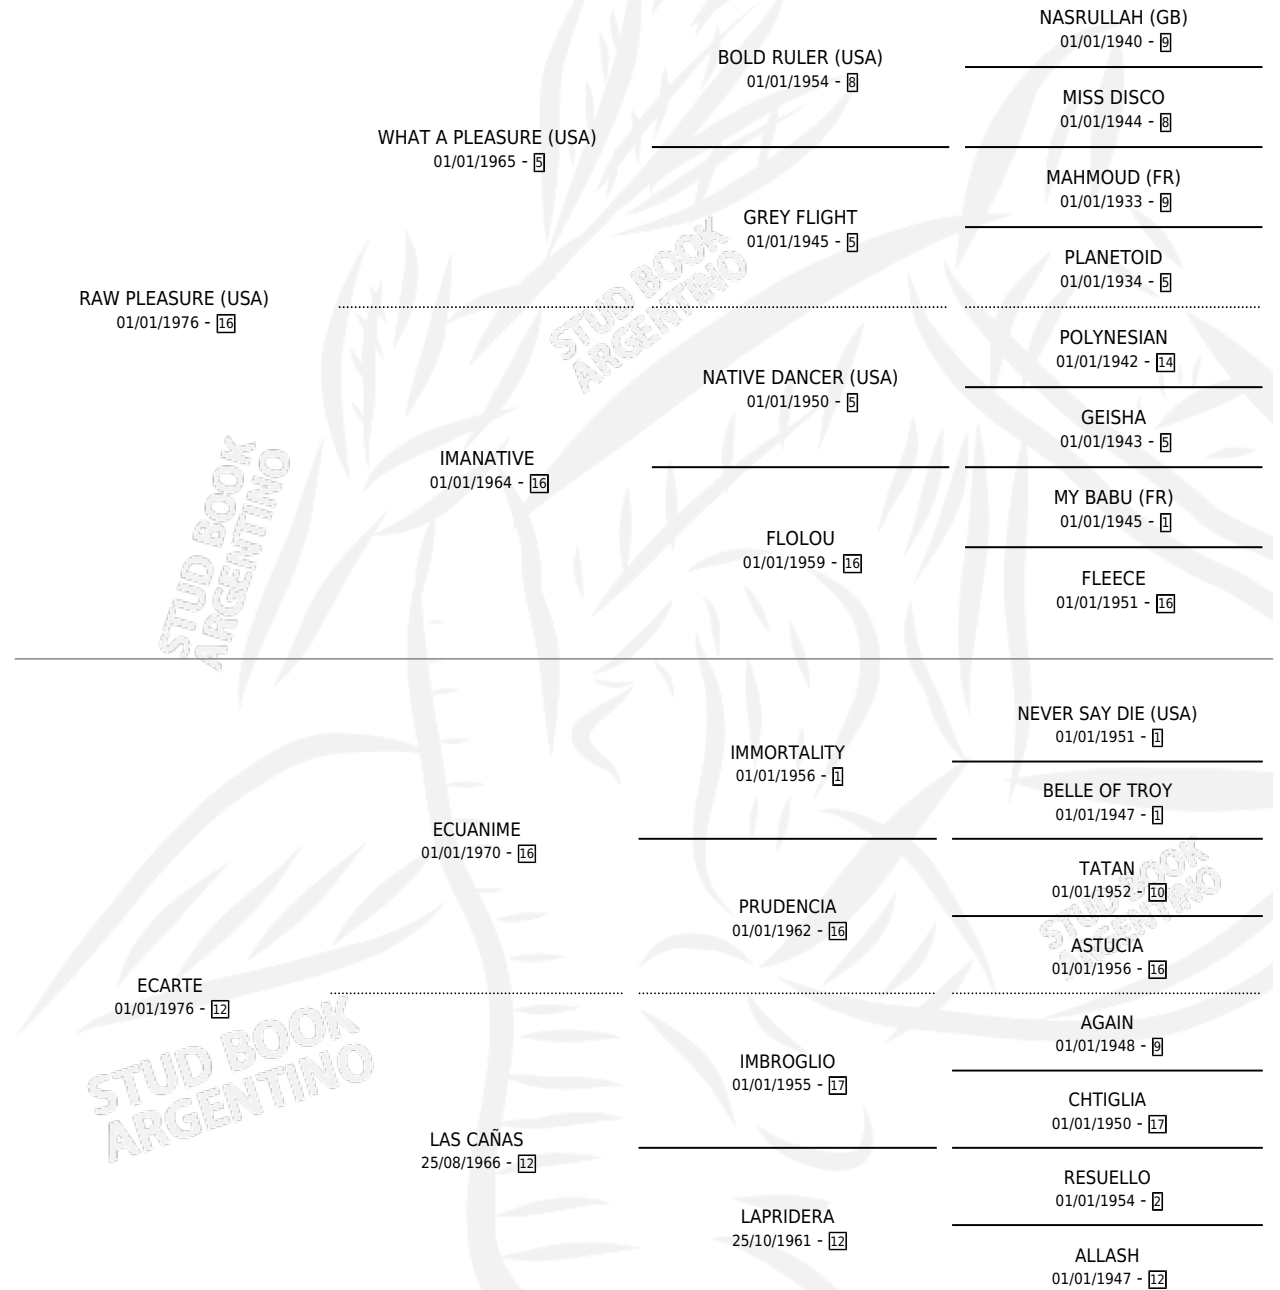 NASRULLAH (GB)
01/01/1940 - 9
BOLD RULER (USA)
01/01/1954 - 8
MISS DISCO
01/01/1944 - 8
WHAT A PLEASURE (USA)
01/01/1965 - 5
MAHMOUD (FR)
01/01/1933 - 9
GREY FLIGHT
01/01/1945 - 5
PLANETOID
01/01/1934 - 5
RAW PLEASURE (USA)
01/01/1976 - 16
POLYNESIAN
01/01/1942 - 14
NATIVE DANCER (USA)
01/01/1950 - 5
GEISHA
01/01/1943 - 5
IMANATIVE
01/01/1964 - 16
MY BABU (FR)
01/01/1945 - 1
FLOLOU
01/01/1959 - 16
FLEECE
01/01/1951 - 16
STUD BOOK
ARGENTINO
STUD BOOK
ARGENTINO
NEVER SAY DIE (USA)
01/01/1951 - 1
IMMORTALITY
01/01/1956 - 1
BELLE OF TROY
01/01/1947 - 1
ECUANIME
01/01/1970 - 16
TATAN
01/01/1952 - 10
PRUDENCIA
01/01/1962 - 16
ASTUCIA
01/01/1956 - 16
STUD BOOK
ARGENTINO
ECARTE
01/01/1976 - 12
AGAIN
01/01/1948 - 9
IMBROGLIO
01/01/1955 - 17
CHTIGLIA
01/01/1950 - 17
STUD BOOK
ARGENTINO
LAS CAÑAS
25/08/1966 - 12
RESUELLO
01/01/1954 - 2
LAPRIDERA
25/10/1961 - 12
ALLASH
01/01/1947 - 12